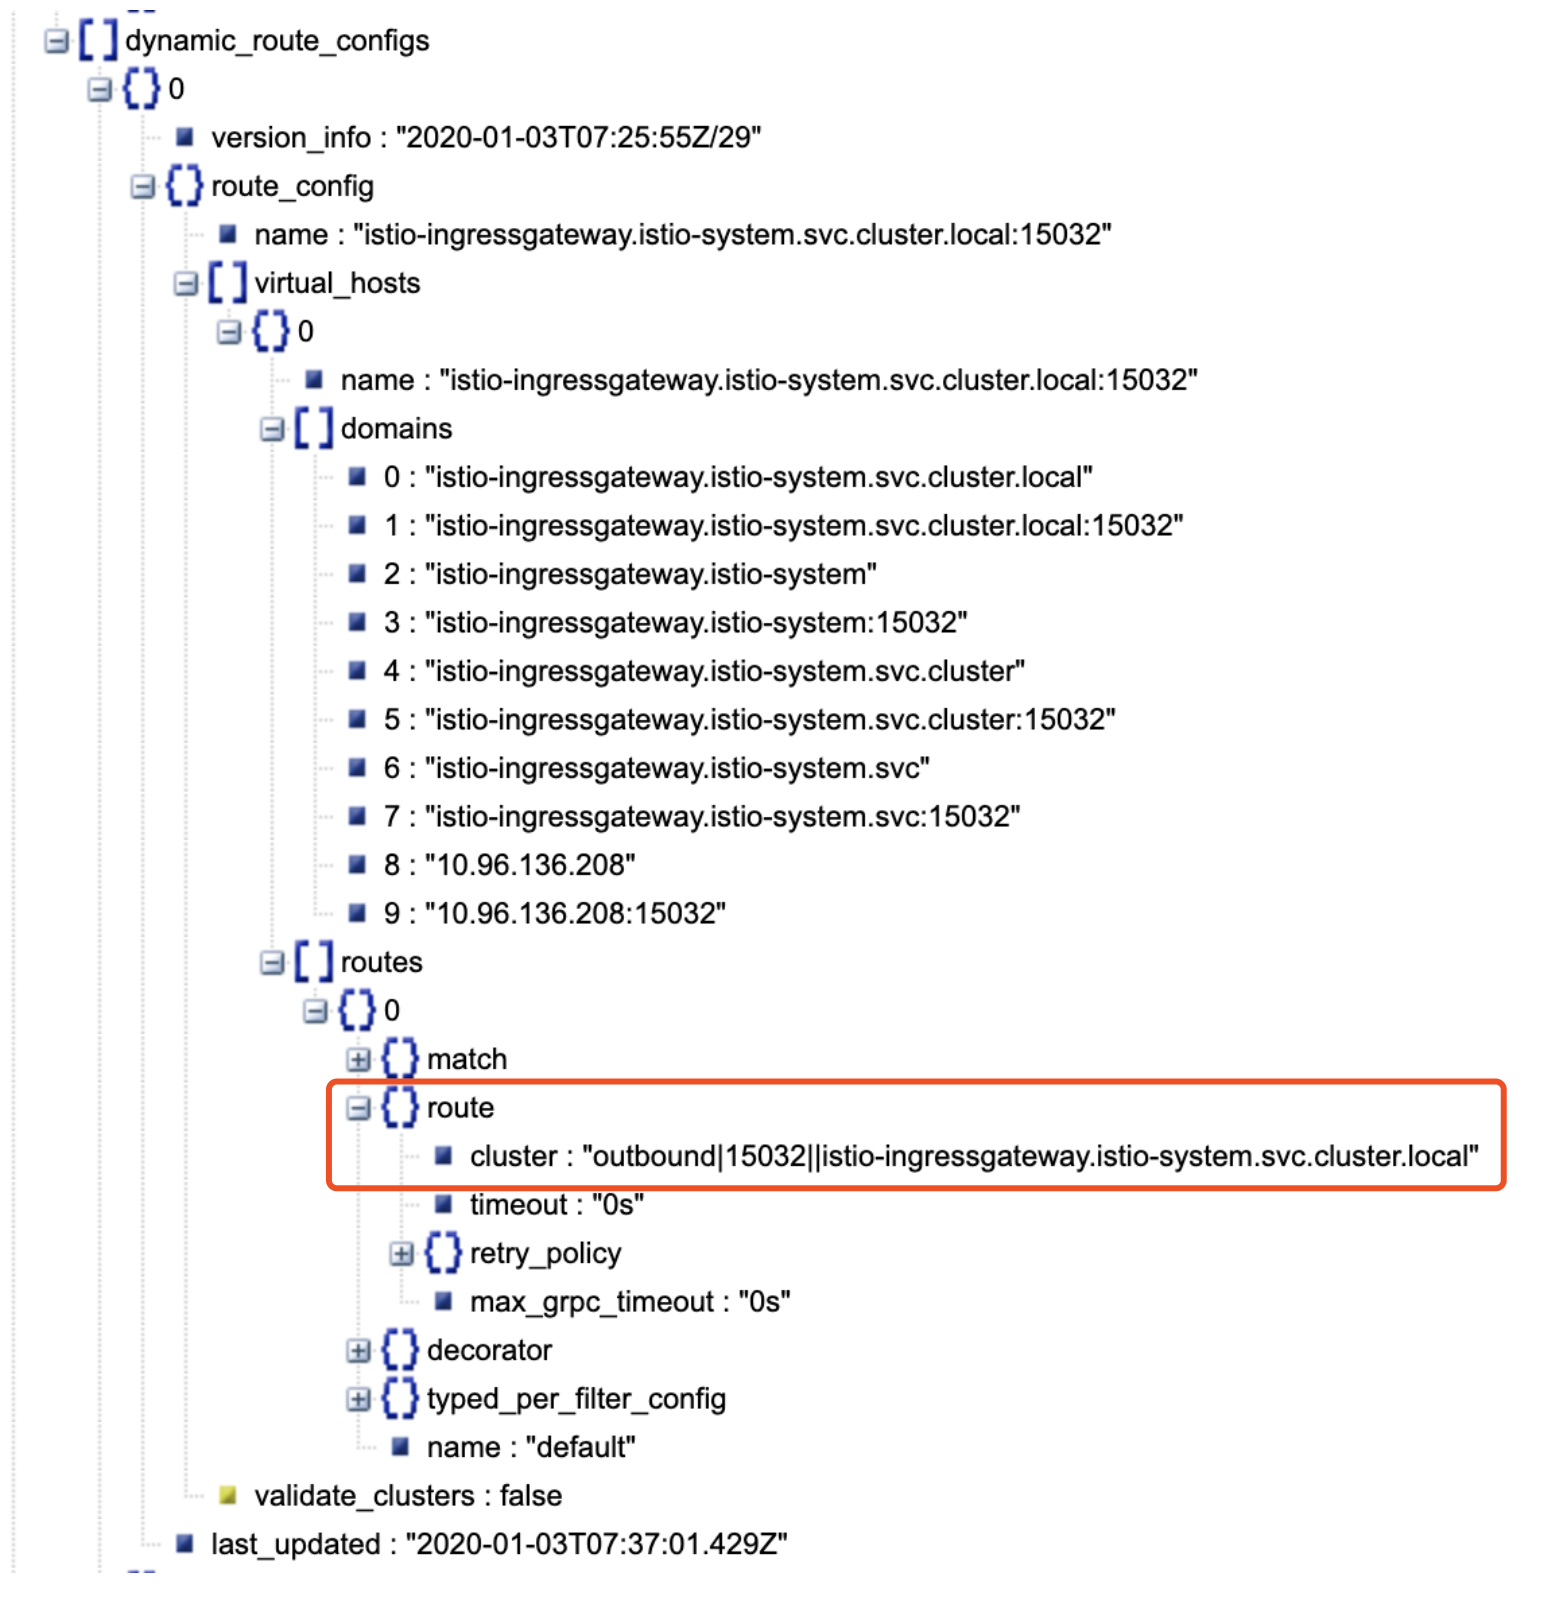 dynamic_route_configs
0
version_info : "2020-01-03T07:25:55Z/29"
route_config
name : "istio-ingressgateway.istio-system.svc.cluster.local:15032"
virtual_hosts
0
name : "istio-ingressgateway.istio-system.svc.cluster.local:15032"
domains
0 : "istio-ingressgateway.istio-system.svc.cluster.local"
1 : "istio-ingressgateway.istio-system.svc.cluster.local:15032"
2 : "istio-ingressgateway.istio-system"
3 : "istio-ingressgateway.istio-system:15032"
4 : "istio-ingressgateway.istio-system.svc.cluster"
5 : "istio-ingressgateway.istio-system.svc.cluster:15032"
6 : "istio-ingressgateway.istio-system.svc"
7 : "istio-ingressgateway.istio-system.svc:15032"
8 : "10.96.136.208"
9 : "10.96.136.208:15032"
routes
0
match
route
cluster : "outbound|15032||istio-ingressgateway.istio-system.svc.cluster.local"
timeout : "0s"
retry_policy
max_grpc_timeout : "0s"
decorator
typed_per_filter_config
name : "default"
validate_clusters : false
last_updated : "2020-01-03T07:37:01.429Z"